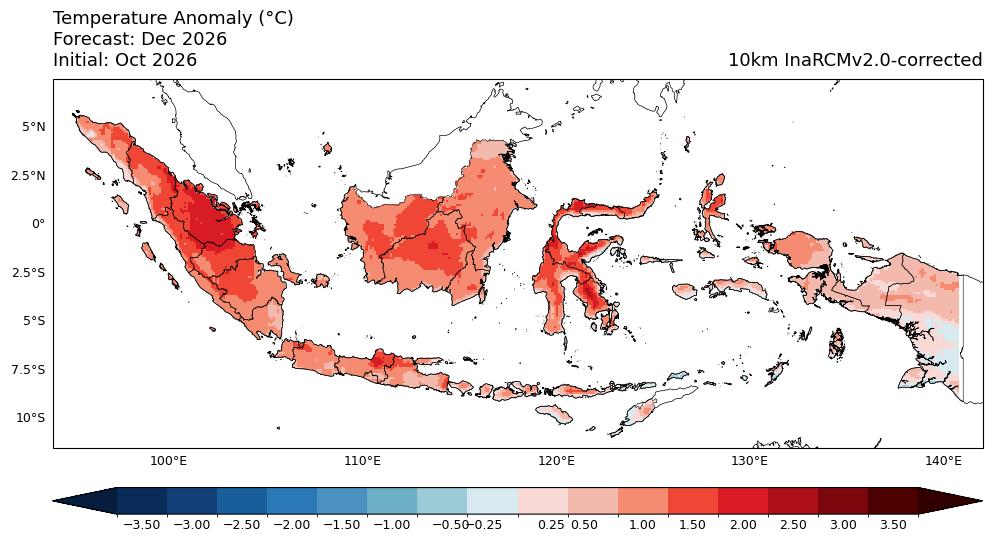 Temperature Anomaly (°C)
Forecast: Dec 2026
Initial: Oct 2026
10km InaRCMv2.0-corrected
5°N
2.5°N
0°
2.5°S
5°S
7.5°S
10°S
100°E 110°E 120°E 130°E 140°E
−3.50 −3.00 −2.50 −2.00 −1.50 −1.00 −0.50 −0.25 0.25 0.50 1.00 1.50 2.00 2.50 3.00 3.50